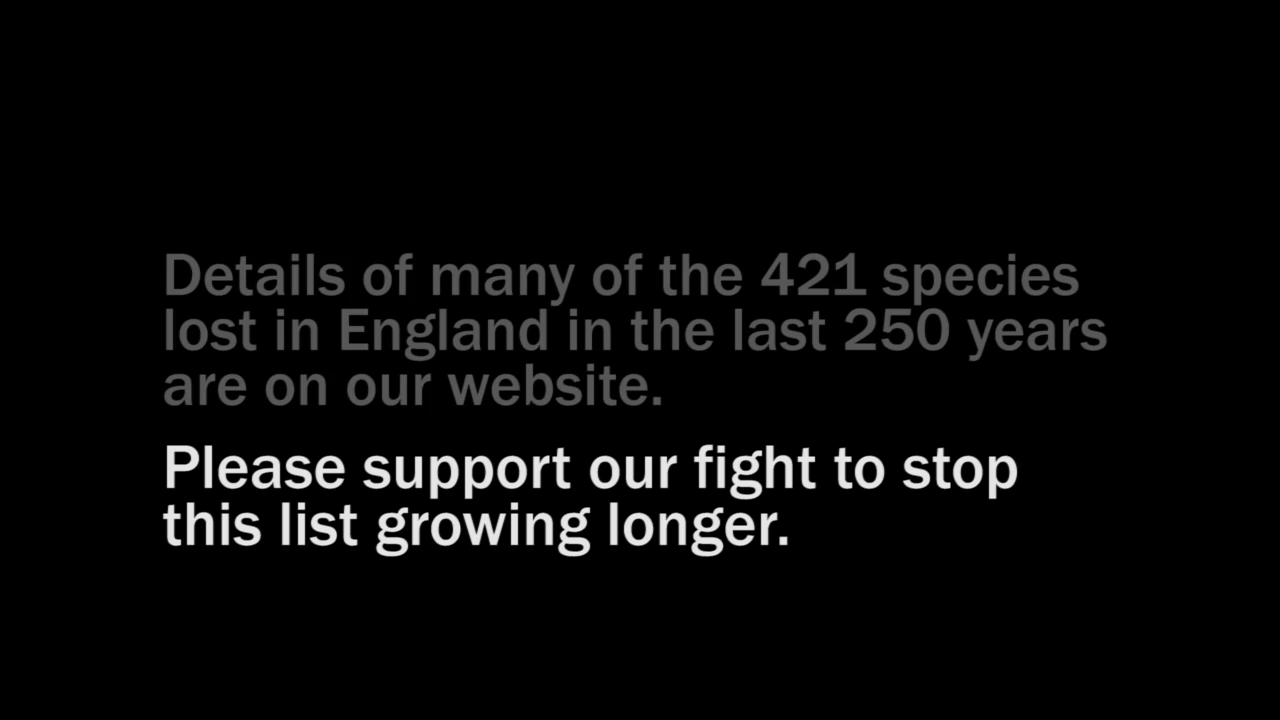 Details of many of the 421 species
lost in England in the last 250 years
are on our website.
Please support our fight to stop
this list growing longer.